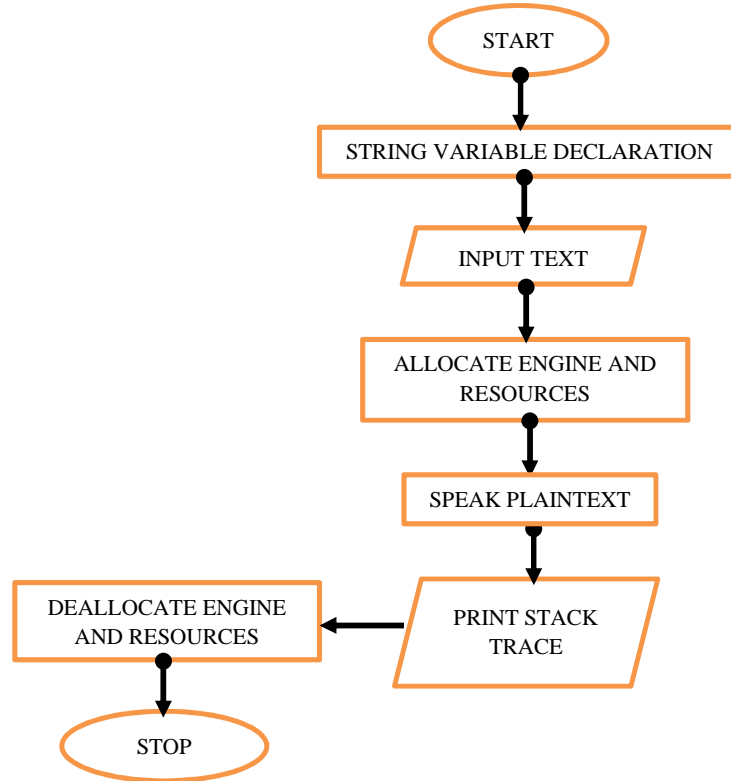 START
STRING VARIABLE DECLARATION
INPUT TEXT
ALLOCATE ENGINE AND
RESOURCES
SPEAK PLAINTEXT
PRINT STACK
TRACE
DEALLOCATE ENGINE
AND RESOURCES
STOP